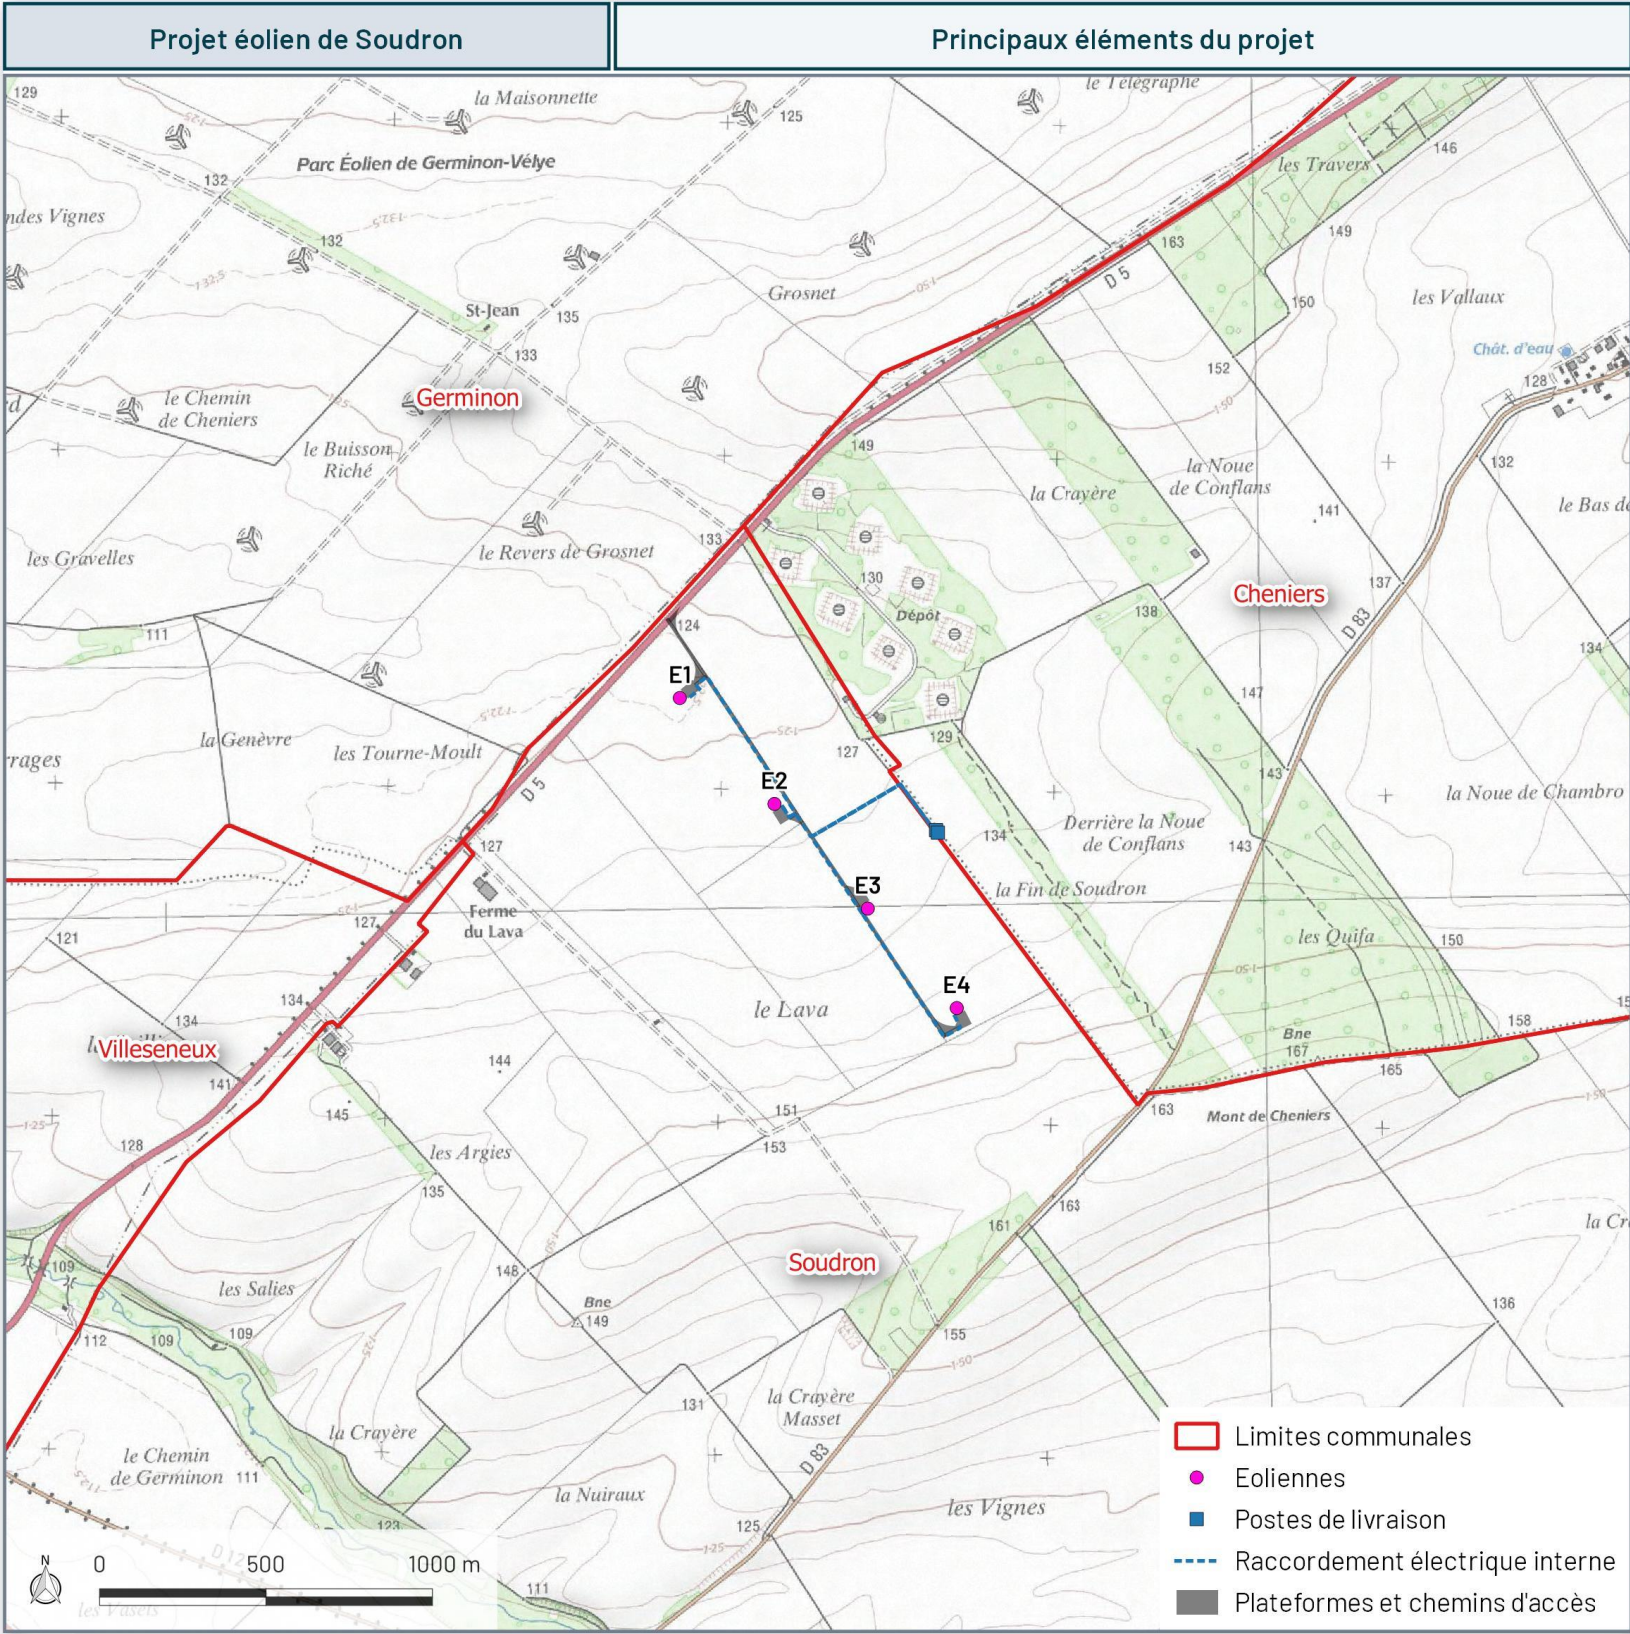 Projet éolien de Soudron
Principaux éléments du projet
129
la Maisonnette
125
le Télégraphe
146
les Travers
Parc Éolien de Germinon-Vélye
132
ndes Vignes
132
163
149
D 5
Grosnet
les Vallaux
150
135
St-Jean
133
152
Chât. d'eau
128
Germinon
le Chemin
de Cheniers
le Buisson
Riché
149
132
la Noue
de Conflans
la Crayère
141
le Bas de
les Gravelles
le Revers de Grosnet
133
130
Dépôt
137
Cheniers
138
D 83
124
111
134
E1
147
la Genèvre
les Tourne-Moult
127
129
143
rrages
D 5
E2
la Noue de Chambro
Derrière la Noue
de Conflans
134
143
127
E3
la Fin de Soudron
Ferme
du Lava
127
121
les Quifa
150
E4
134
le Lava
134
158
Villeseneux
Bne
167
165
144
141
151
163
Mont de Cheniers
145
128
153
les Argies
135
163
161
la Cr
Soudron
109
148
les Salies
Bne
149
136
112
109
109
155
131
la Crayère
Masset
la Crayère
le Chemin
de Germinon
111
D 83
la Nuiraux
les Vignes
125
123
111
N
0
500
1000 m
Limites communales
Eoliennes
Postes de livraison
Raccordement électrique interne
Plateformes et chemins d'accès